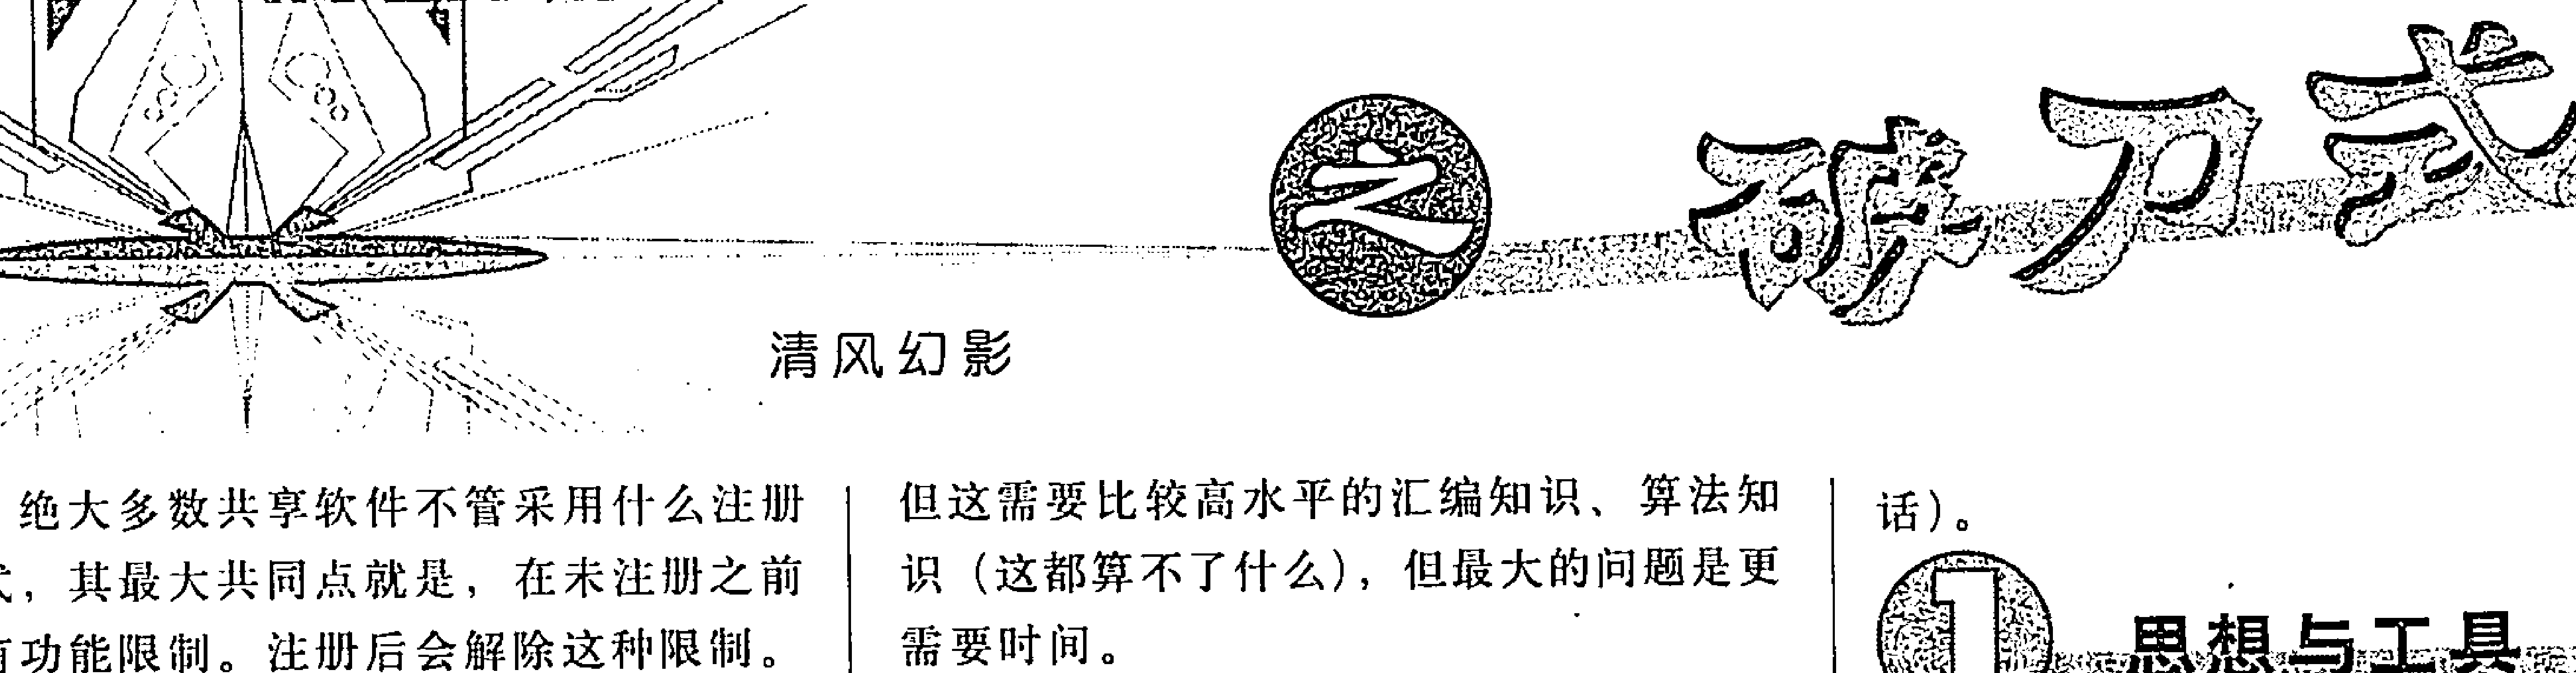 之 破刀式
清风幻影
绝大多数共享软件不管采用什么注册
式，其最大共同点就是，在未注册之前
有功能限制。注册后会解除这种限制。
但这需要比较高水平的汇编知识、算法知
识（这都算不了什么），但最大的问题是更
需要时间。
话）。
1 思想与工具